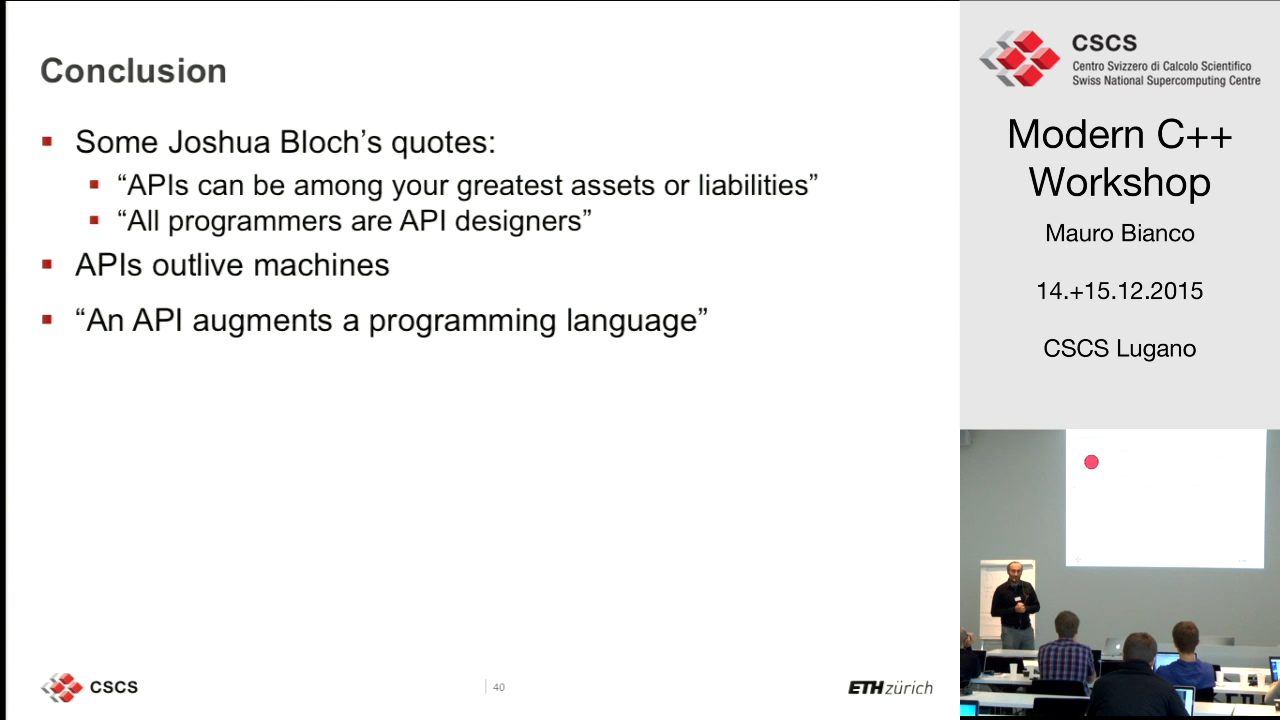 Conclusion
Some Joshua Bloch's quotes:
“APIs can be among your greatest assets or liabilities”
“All programmers are API designers”
APIs outlive machines
“An API augments a programming language”
CSCS
40
ETH zürich
CSCS
Centro Svizzero di Calcolo Scientifico
Swiss National Supercomputing Centre
Modern C++
Workshop
Mauro Bianco
14.+15.12.2015
CSCS Lugano